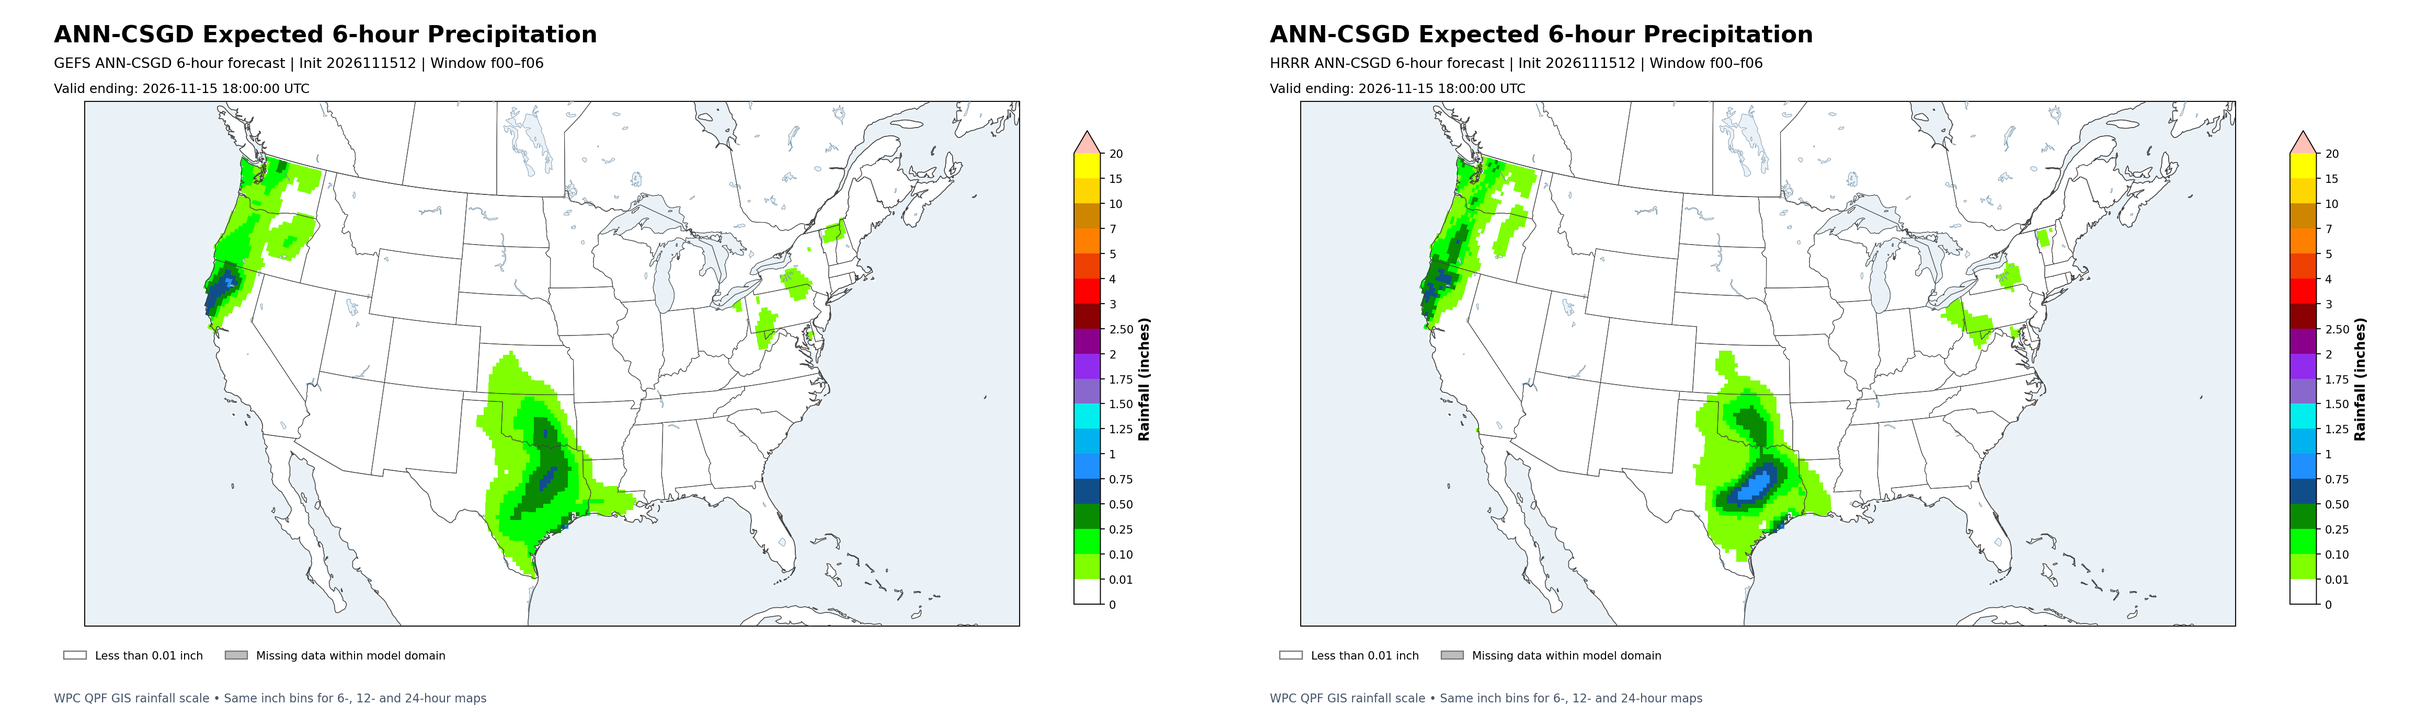 ANN-CSGD Expected 6-hour Precipitation
GEFS ANN-CSGD 6-hour forecast | Init 2026111512 | Window f00–f06
Valid ending: 2026-11-15 18:00:00 UTC
20
15
10
7
5
4
3
2.50
2
1.75
1.50
1.25
1
0.75
0.50
0.25
0.10
0.01
0
Rainfall (inches)
Less than 0.01 inch
Missing data within model domain
WPC QPF GIS rainfall scale • Same inch bins for 6-, 12- and 24-hour maps
ANN-CSGD Expected 6-hour Precipitation
HRRR ANN-CSGD 6-hour forecast | Init 2026111512 | Window f00–f06
Valid ending: 2026-11-15 18:00:00 UTC
20
15
10
7
5
4
3
2.50
2
1.75
1.50
1.25
1
0.75
0.50
0.25
0.10
0.01
0
Rainfall (inches)
Less than 0.01 inch
Missing data within model domain
WPC QPF GIS rainfall scale • Same inch bins for 6-, 12- and 24-hour maps